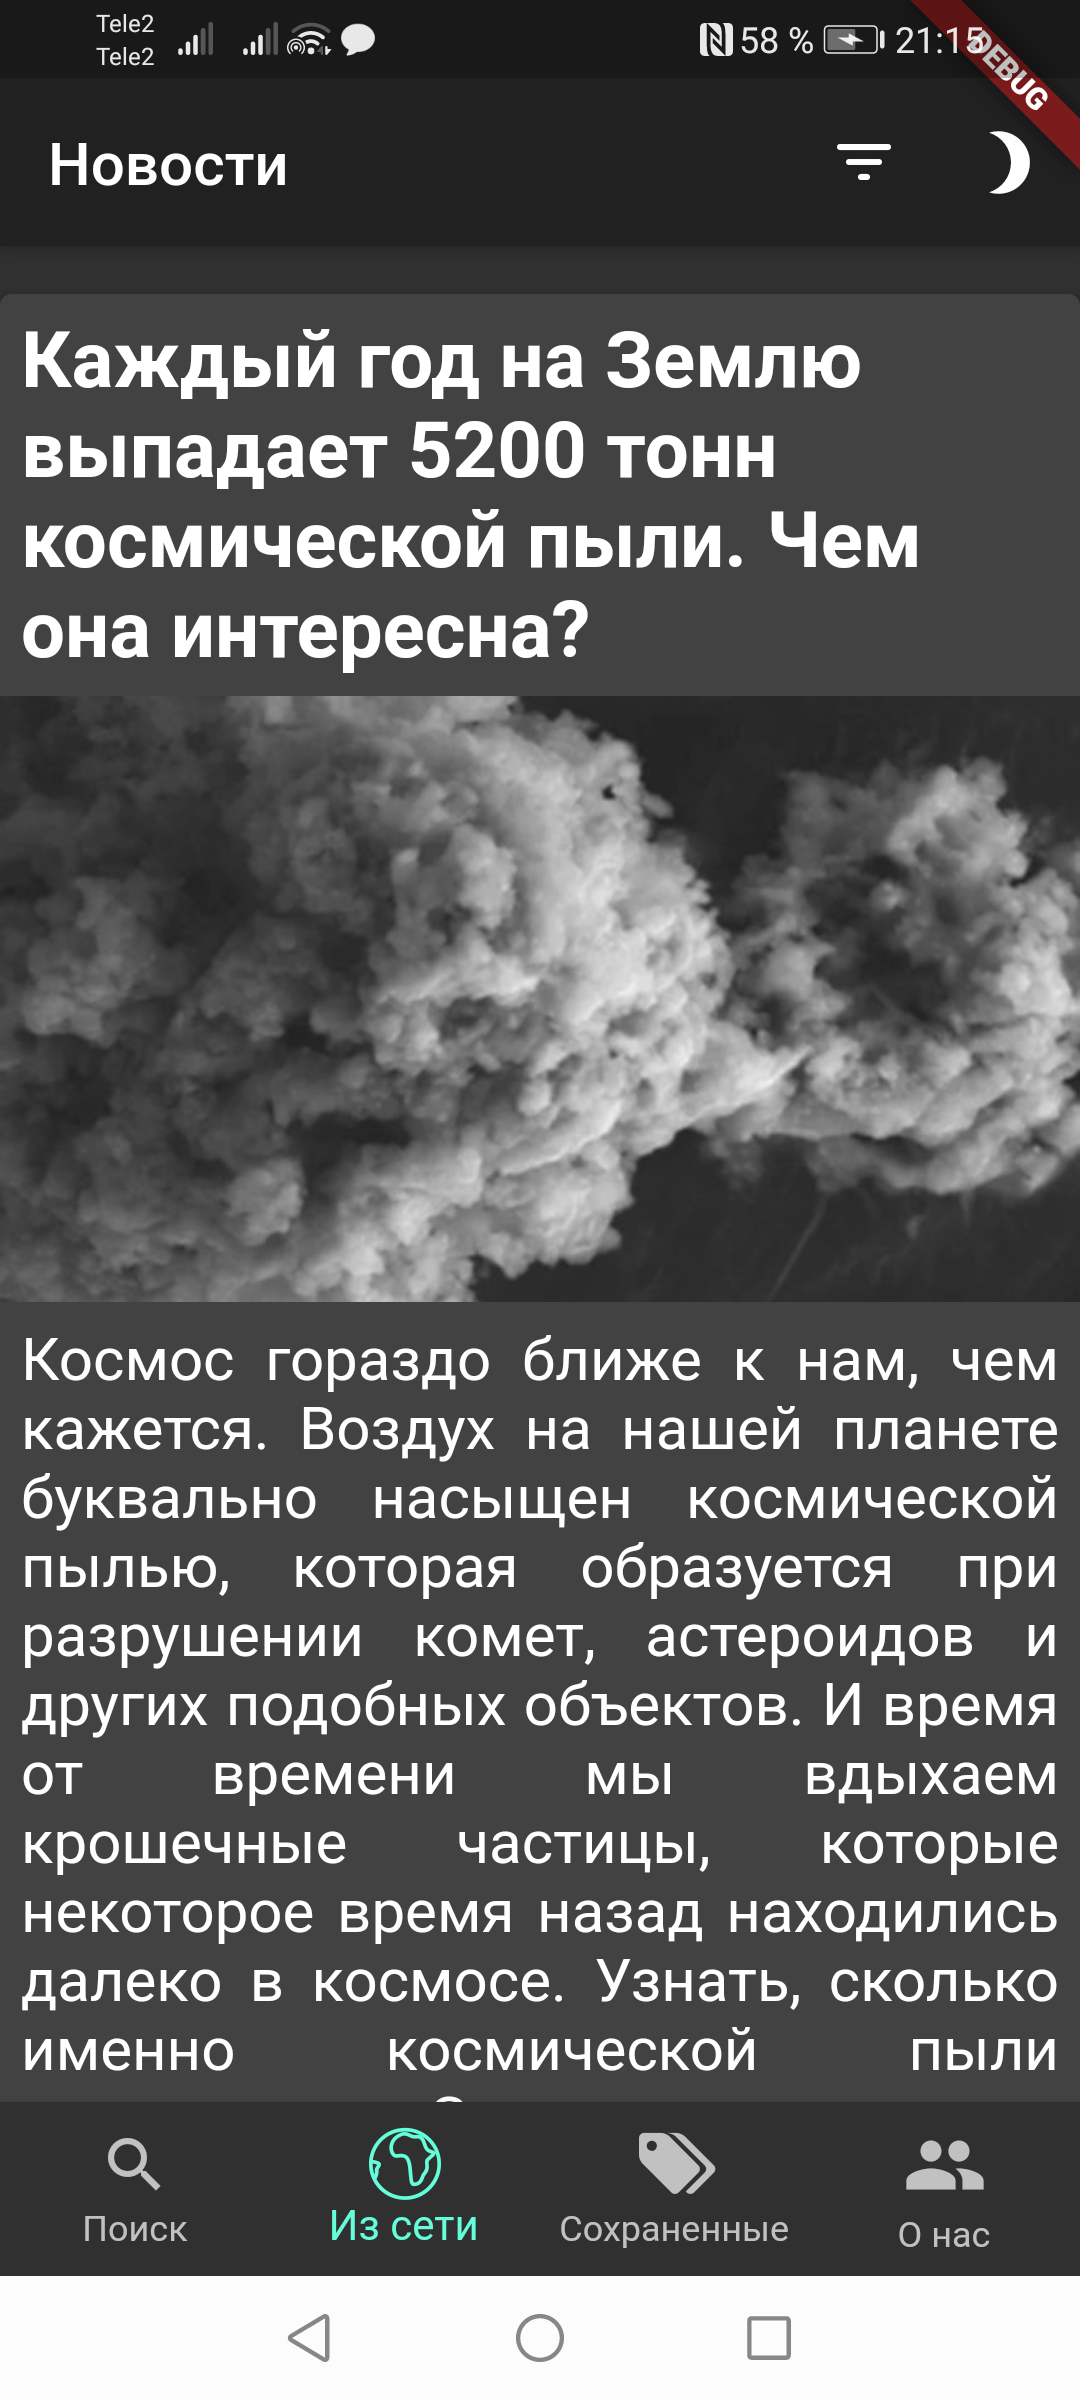 Tele2
Tele2
58 %
21:15
DEBUG
Новости
Каждый год на Землю
выпадает 5200 тонн
космической пыли. Чем
она интересна?
Космос гораздо ближе к нам, чем
кажется. Воздух на нашей планете
буквально насыщен космической
пылью, которая образуется при
разрушении комет, астероидов и
других подобных объектов. И время
от времени мы вдыхаем
крошечные частицы, которые
некоторое время назад находились
далеко в космосе. Узнать, сколько
именно космической пыли
Поиск
Из сети
Сохраненные
О нас